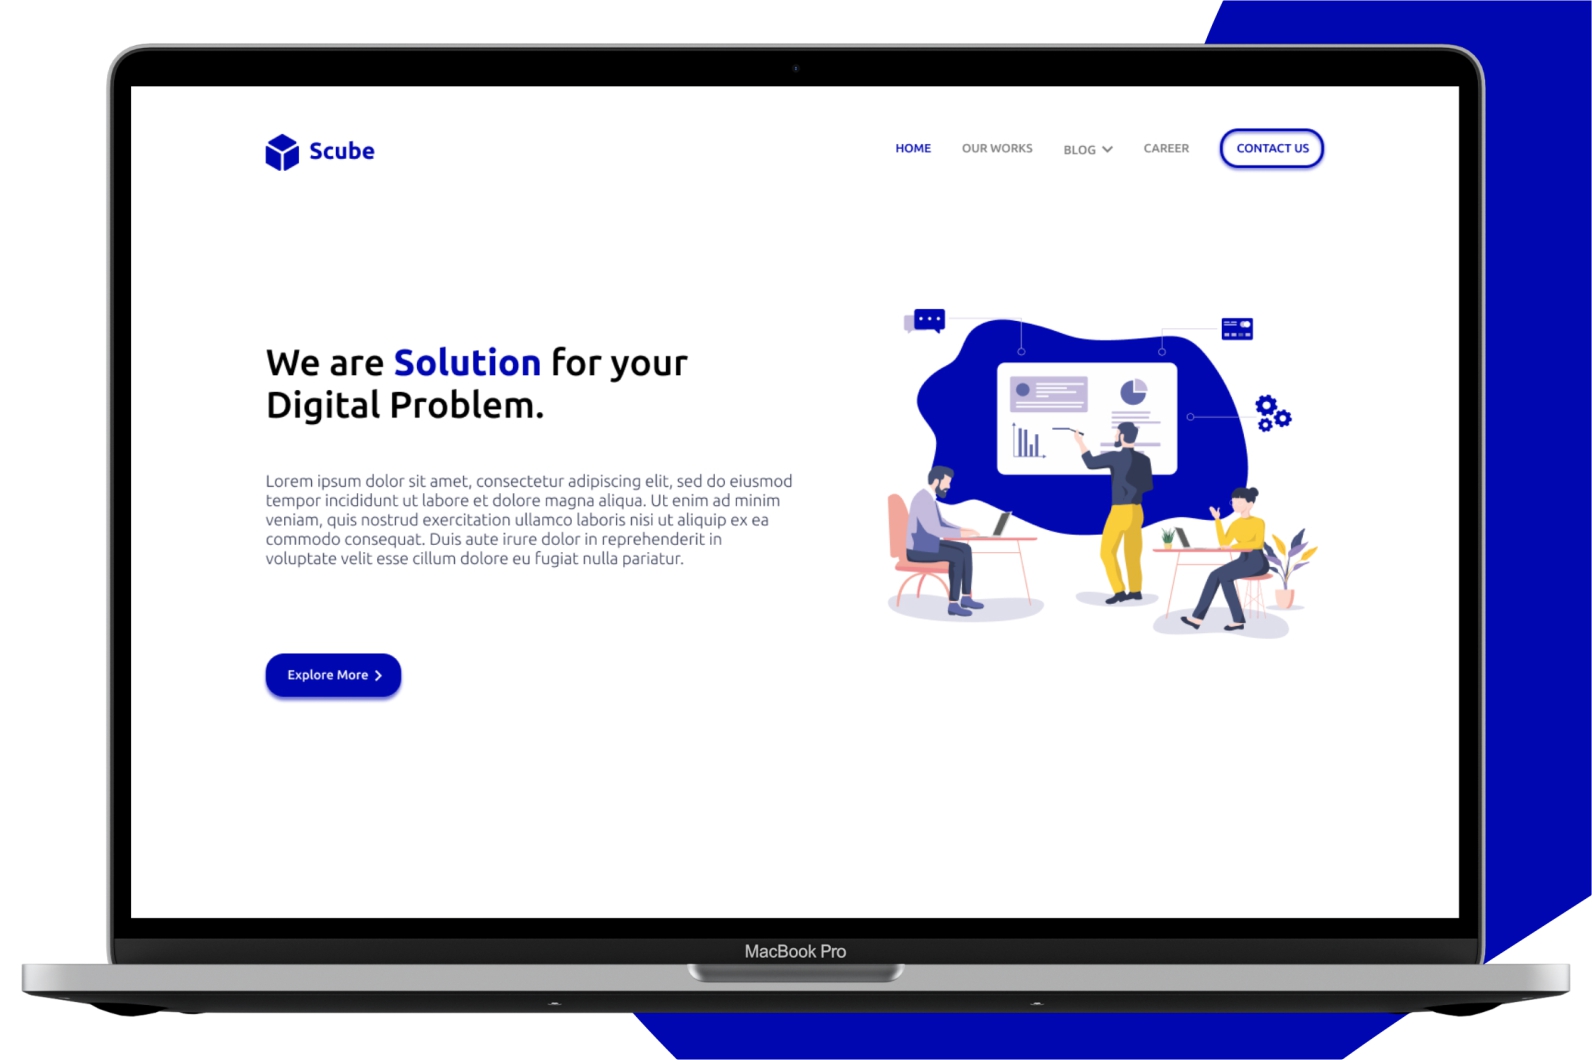 Scube
HOME OUR WORKS BLOG CAREER CONTACT US
We are Solution for your
Digital Problem.
Lorem ipsum dolor sit amet, consectetur adipiscing elit, sed do eiusmod
tempor incididunt ut labore et dolore magna aliqua. Ut enim ad minim
veniam, quis nostrud exercitation ullamco laboris nisi ut aliquip ex ea
commodo consequat. Duis aute irure dolor in reprehenderit in
voluptate velit esse cillum dolore eu fugiat nulla pariatur.
Explore More
MacBook Pro